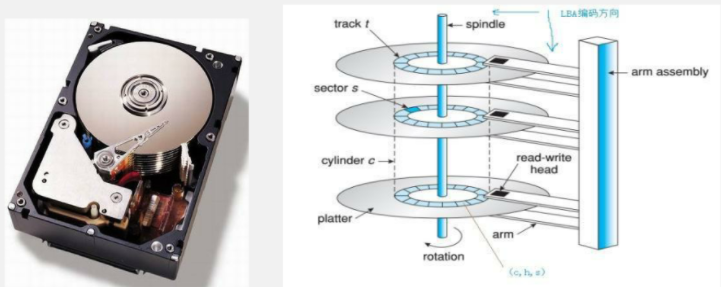 LBA编码方向
track t
spindle
arm assembly
sector s
cylinder c
read-write
head
platter
arm
rotation
(c,h,s)